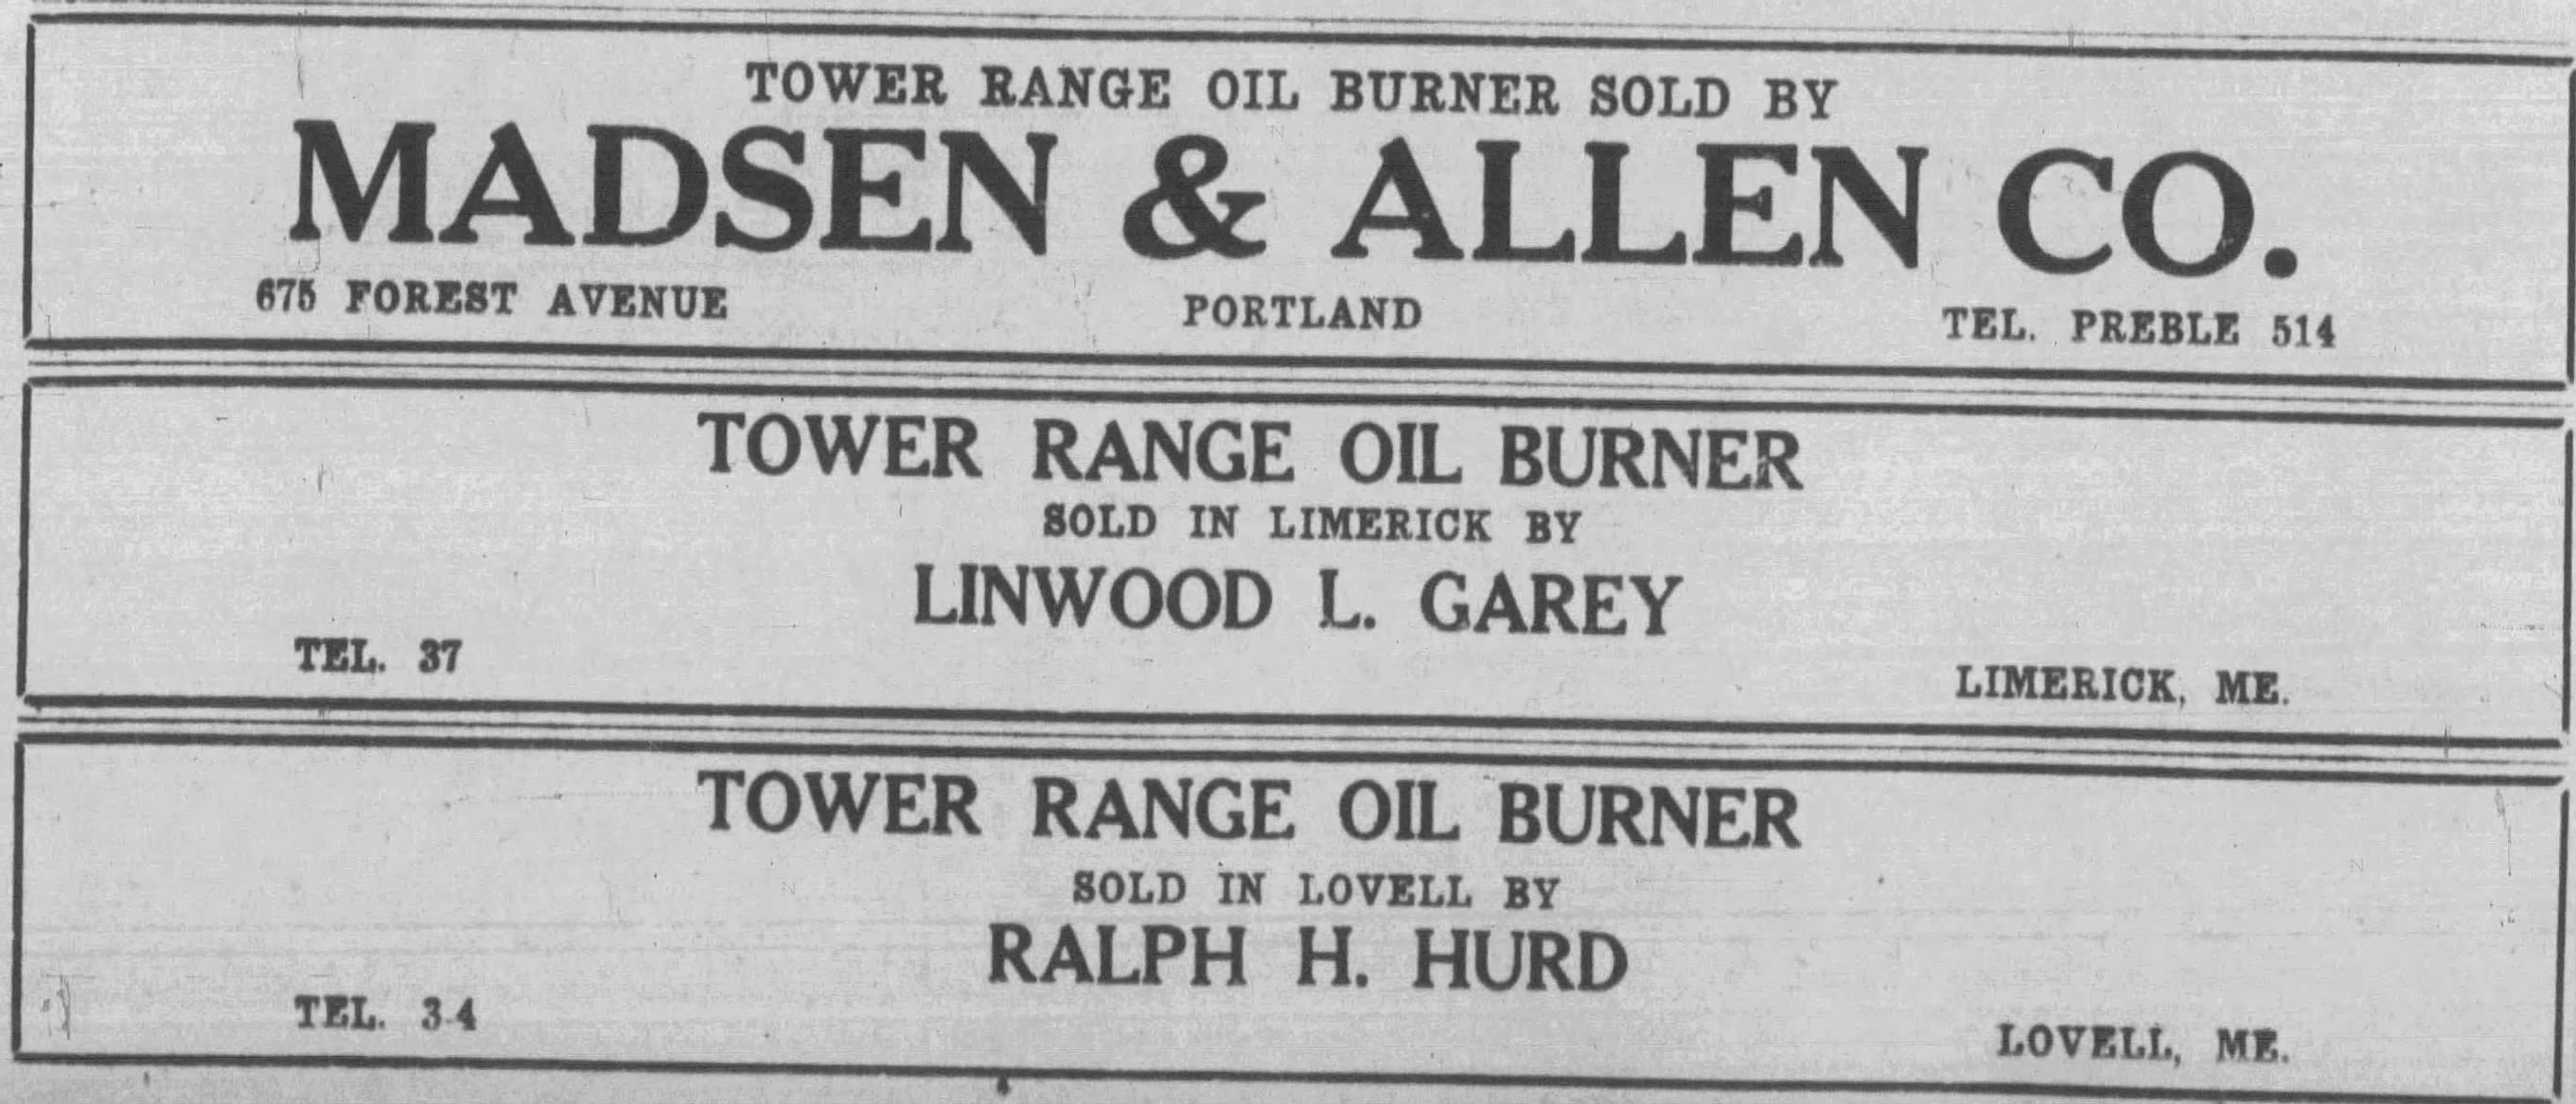 TOWER RANGE OIL BURNER SOLD BY
MADSEN & ALLEN CO.
675 FOREST AVENUE PORTLAND TEL. PREBLE 514
TOWER RANGE OIL BURNER
SOLD IN LIMERICK BY
LINWOOD L. GAREY
TEL. 37 LIMERICK, ME.
TOWER RANGE OIL BURNER
SOLD IN LOVELL BY
RALPH H. HURD
TEL. 3-4 LOVELL, ME.